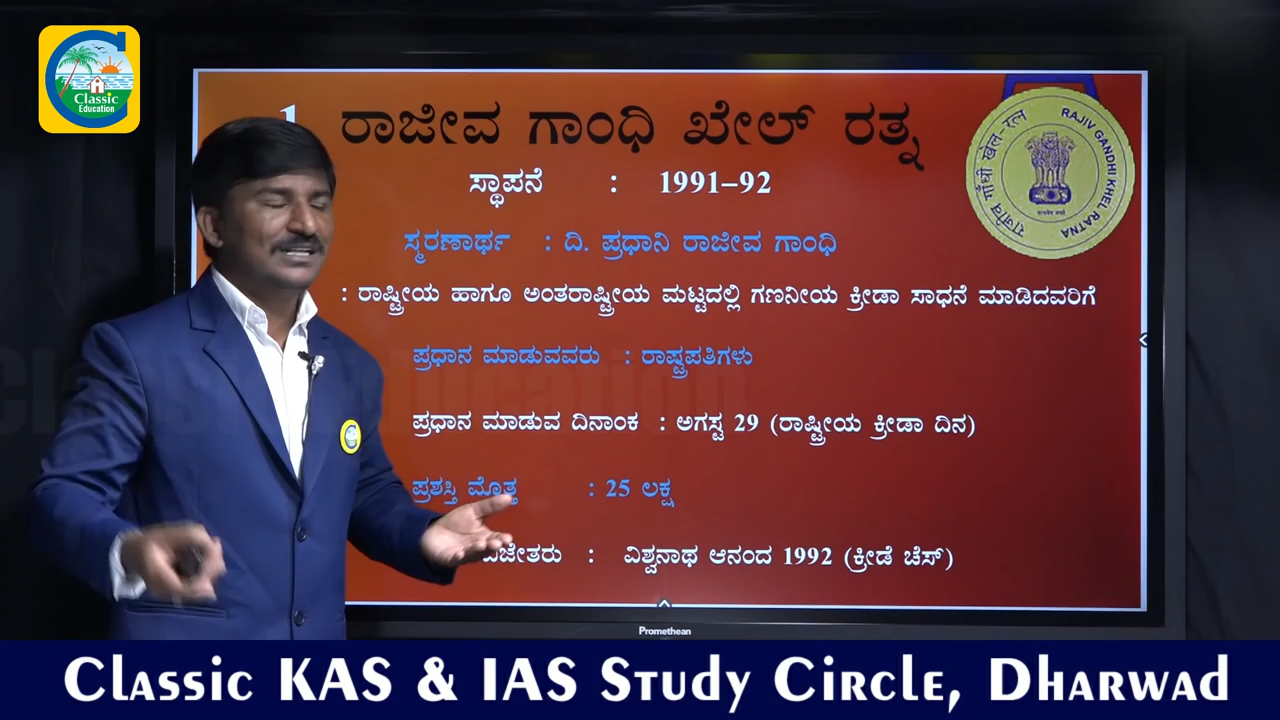 Classic
Education
1 ರಾಜೀವ ಗಾಂಧಿ ಖೇಲ್ ರತ್ನ
ಸ್ಥಾಪನೆ : 1991–92
ಸ್ಮರಣಾರ್ಥ : ದಿ. ಪ್ರಧಾನಿ ರಾಜೀವ ಗಾಂಧಿ
: ರಾಷ್ಟ್ರೀಯ ಹಾಗೂ ಅಂತರಾಷ್ಟ್ರೀಯ ಮಟ್ಟದಲ್ಲಿ ಗಣನೀಯ ಕ್ರೀಡಾ ಸಾಧನೆ ಮಾಡಿದವರಿಗೆ
ಪ್ರಧಾನ ಮಾಡುವವರು : ರಾಷ್ಟ್ರಪತಿಗಳು
ಪ್ರಧಾನ ಮಾಡುವ ದಿನಾಂಕ : ಅಗಸ್ಟ 29 (ರಾಷ್ಟ್ರೀಯ ಕ್ರೀಡಾ ದಿನ)
ಪ್ರಶಸ್ತಿ ಮೊತ್ತ : 25 ಲಕ್ಷ
ವಿಜೇತರು : ವಿಶ್ವನಾಥ ಆನಂದ 1992 (ಕ್ರೀಡೆ ಚೆಸ್)
राजीव गाँधी खेल-रत्न
RAJIV GANDHI KHEL RATNA
Promethean
Classic KAS & IAS Study Circle, Dharwad